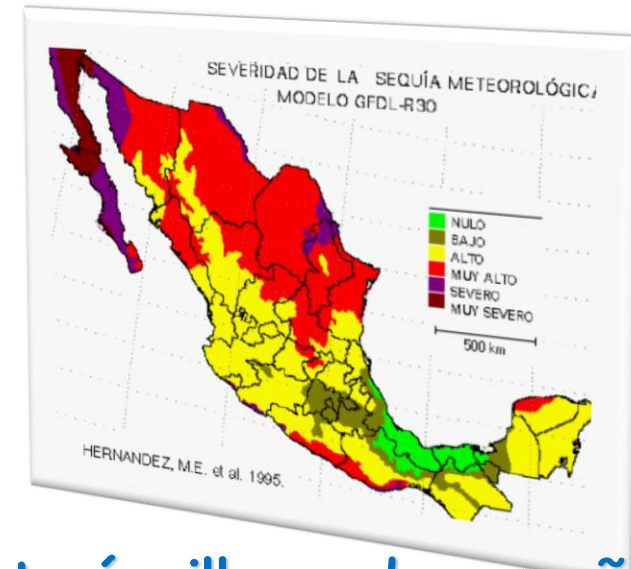 SEVERIDAD DE LA SEQUÍA METEOROLÓGICA
MODELO GFDL-R30
NULO
BAJO
ALTO
MUY ALTO
SEVERO
MUY SEVERO
500 km
HERNANDEZ, M.E. et al. 1995.